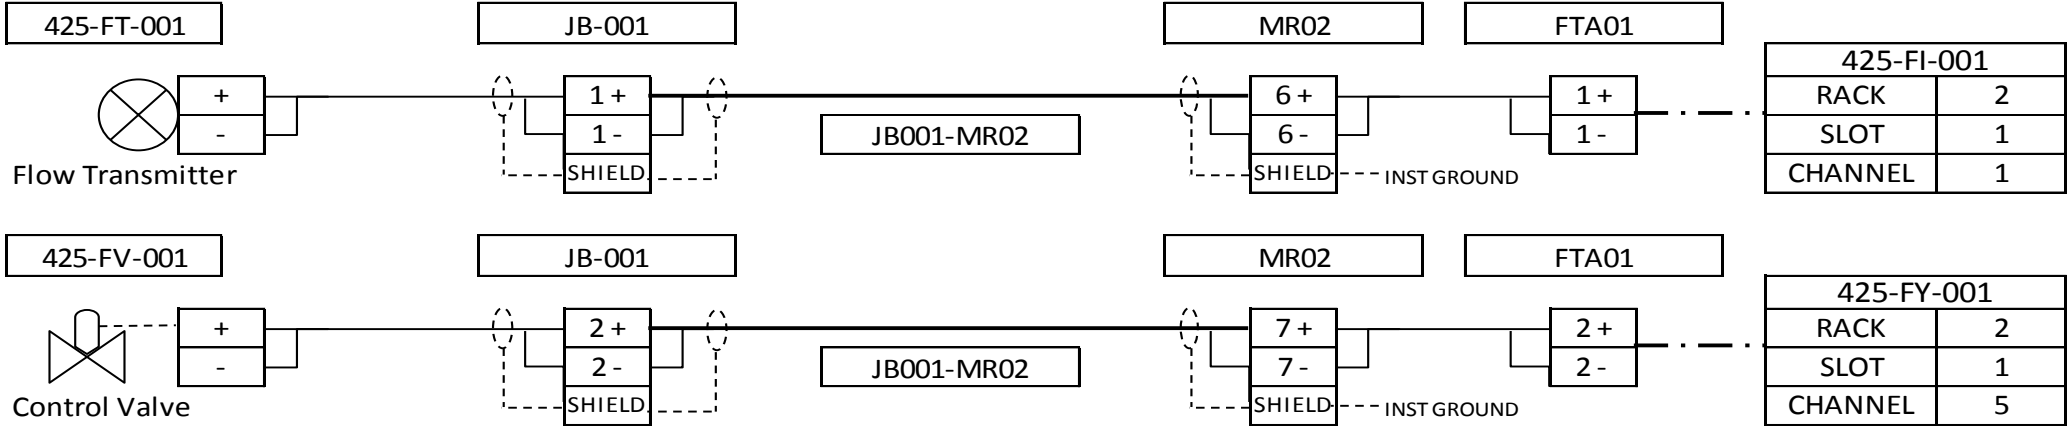 425-FT-001 JB-001 MR02 FTA01
425-FI-001
+ 1 + 6 + 1 + RACK 2
- 1 - JB001-MR02 6 - 1 - SLOT 1
Flow Transmitter SHIELD SHIELD INST GROUND CHANNEL 1
425-FV-001 JB-001 MR02 FTA01
425-FY-001
+ 2 + 7 + 2 + RACK 2
- 2 - JB001-MR02 7 - 2 - SLOT 1
Control Valve SHIELD SHIELD INST GROUND CHANNEL 5